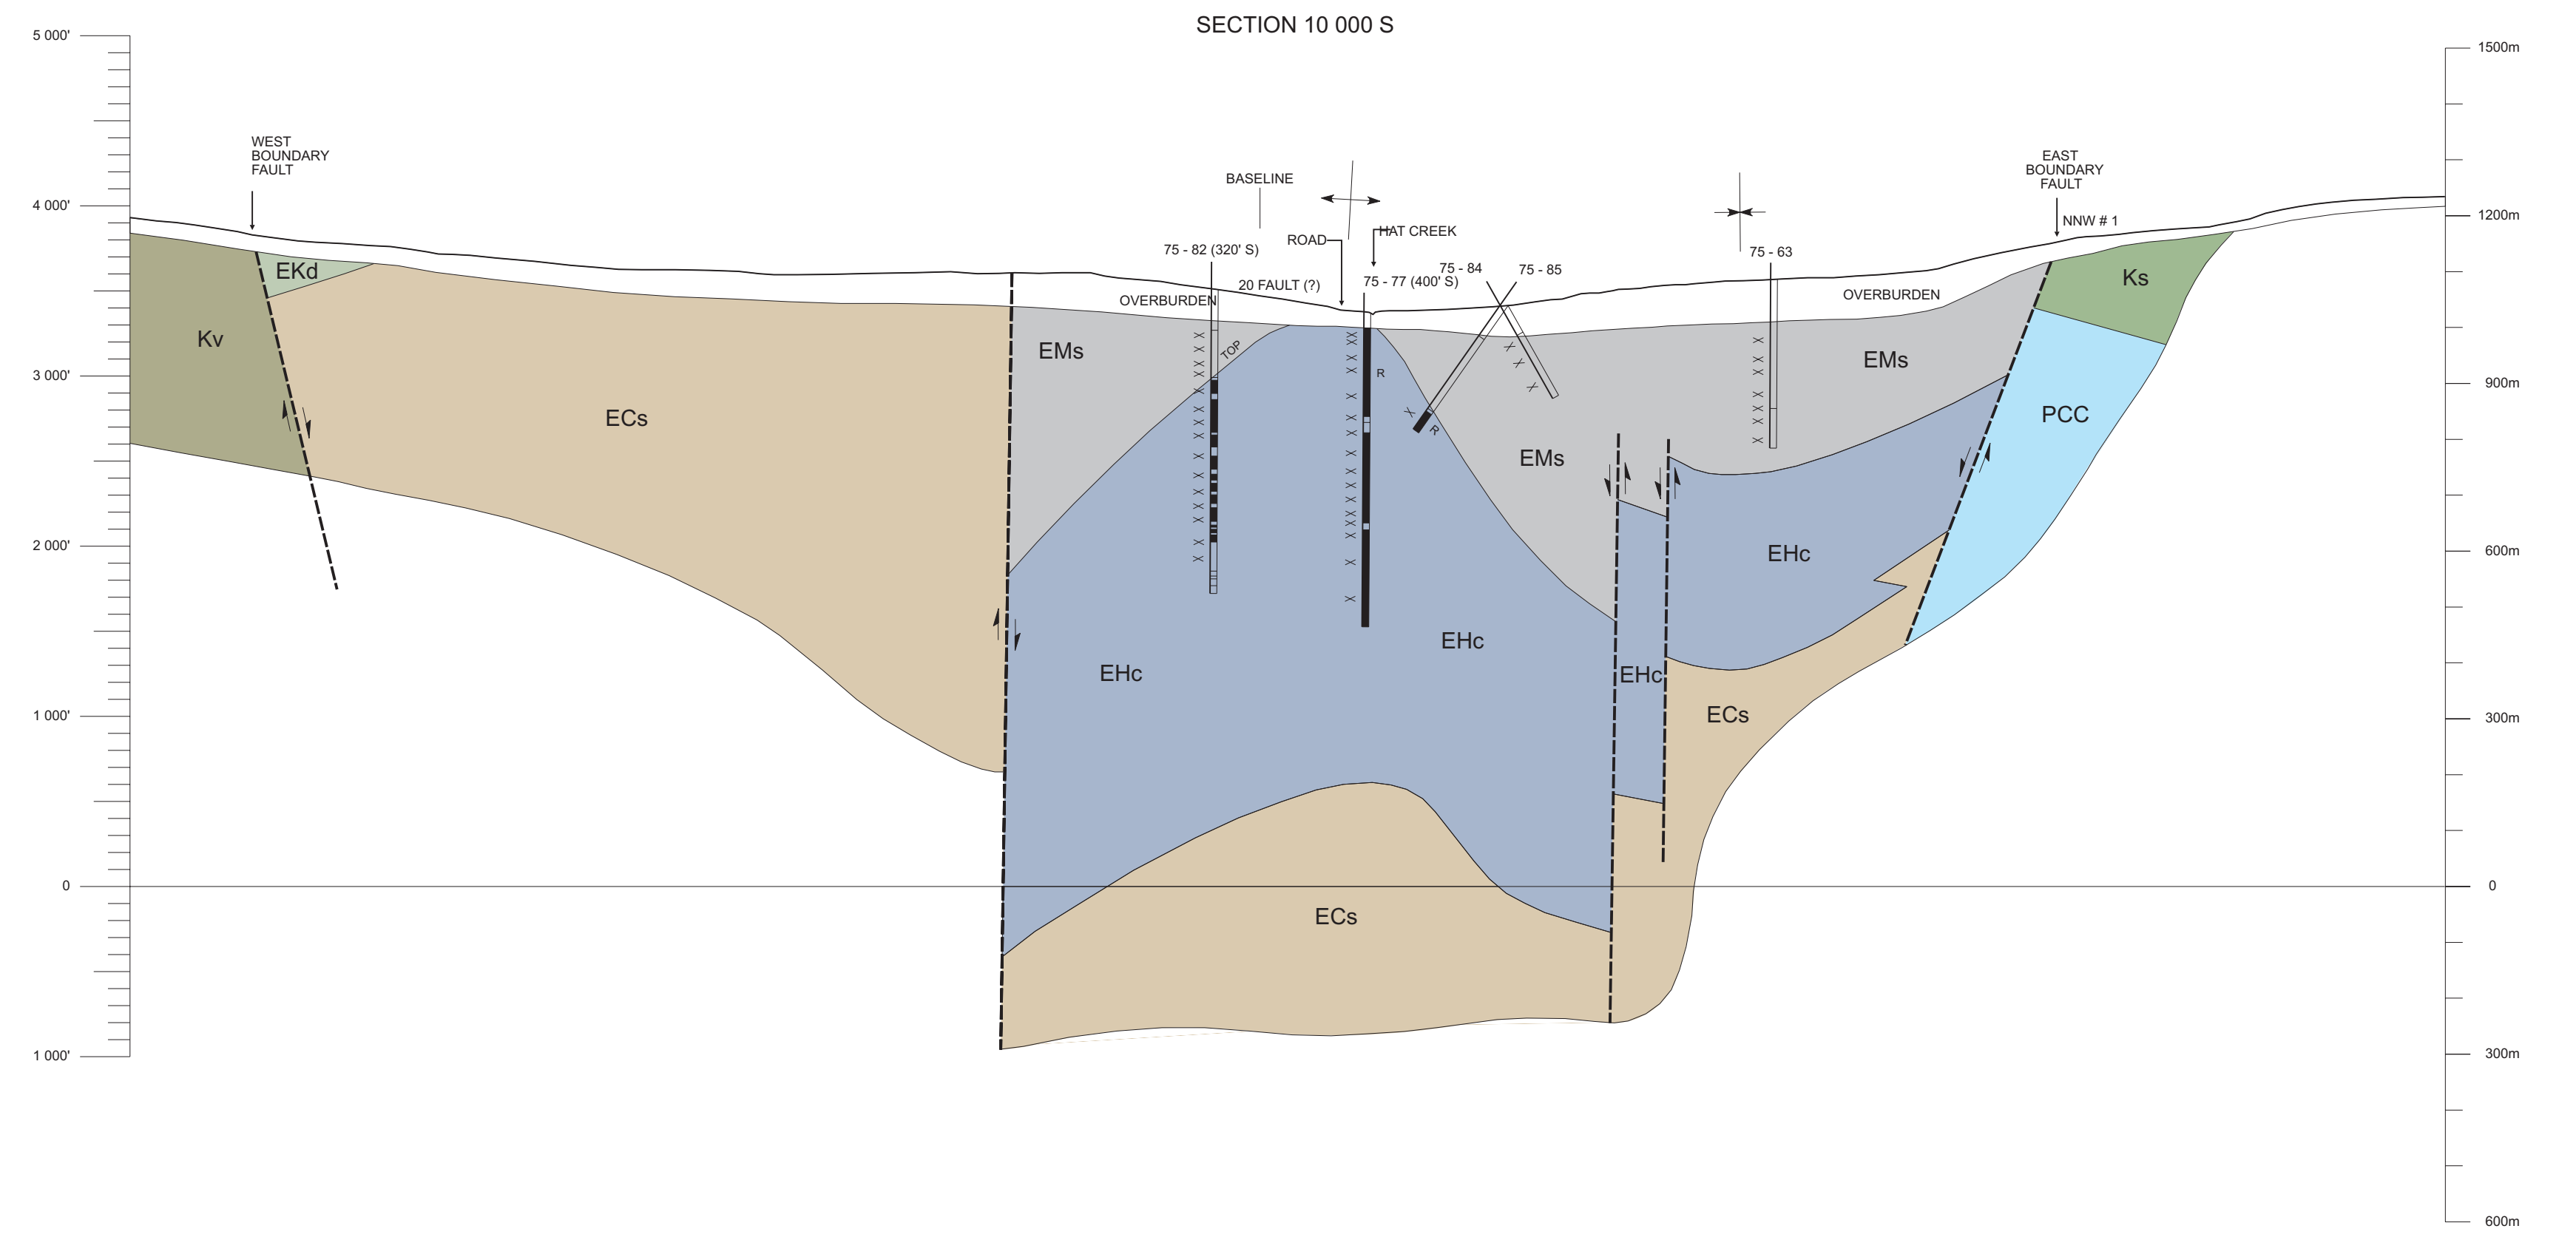 SECTION 10 000 S
5 000'
1500m
WEST
BOUNDARY
FAULT
EAST
BOUNDARY
FAULT
BASELINE
4 000'
1200m
NNW # 1
HAT CREEK
ROAD
75 - 82 (320' S)
75 - 63
75 - 84
75 - 85
EKd
Ks
20 FAULT (?)
75 - 77 (400' S)
OVERBURDEN
OVERBURDEN
Kv
EMs
TOP
EMs
3 000'
R
900m
ECs
PCC
R
EMs
2 000'
EHc
600m
EHc
EHc
EHc
1 000'
ECs
300m
0
0
ECs
1 000'
300m
600m